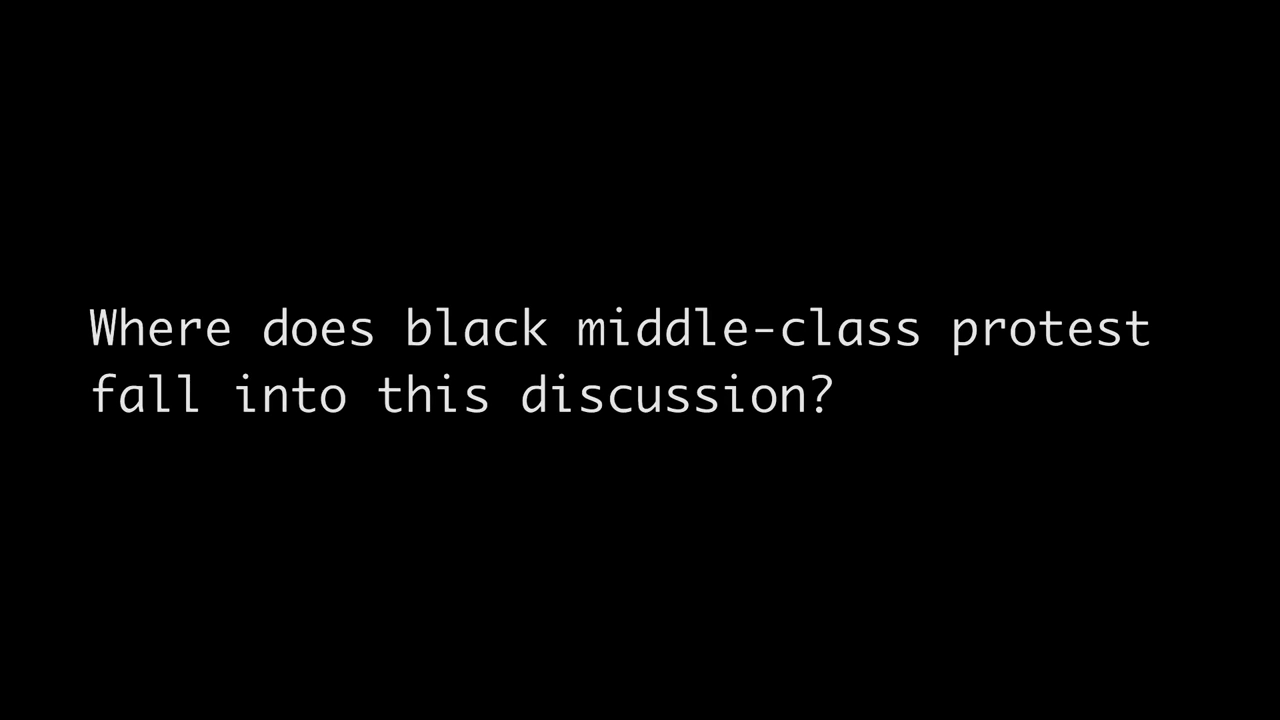 Where does black middle-class protest
fall into this discussion?